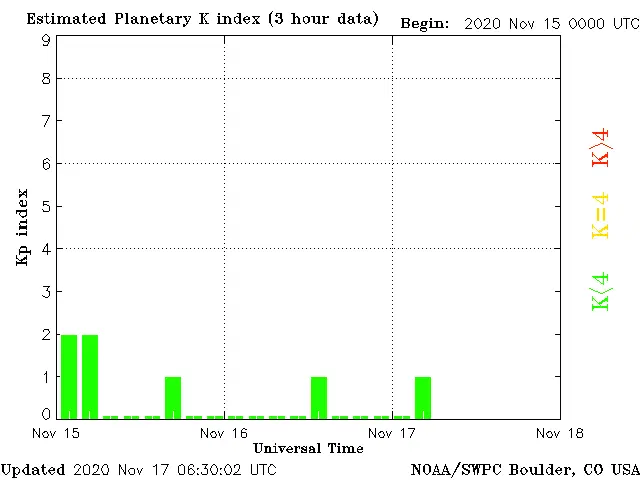 Estimated Planetary K index (3 hour data)
Begin: 2020 Nov 15 0000 UTC
9
8
7
6
5
4
3
2
1
0
Kp index
K>4
K=4
K<4
Nov 15
Nov 16
Nov 17
Nov 18
Universal Time
Updated 2020 Nov 17 06:30:02 UTC
NOAA/SWPC Boulder, CO USA